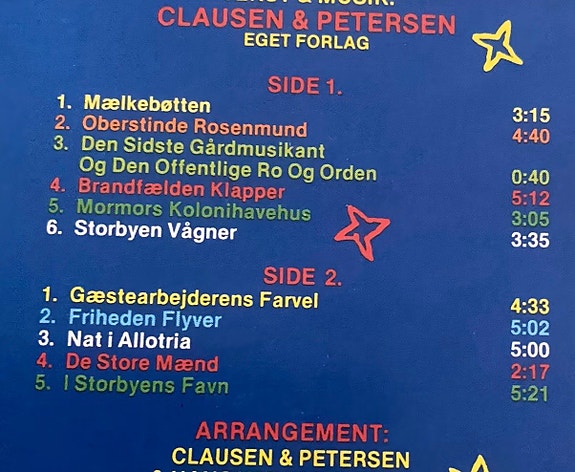 CLAUSEN & PETERSEN
EGET FORLAG
SIDE 1.
1. Mælkebøtten 3:15
2. Oberstinde Rosenmund 4:40
3. Den Sidste Gårdmusikant
Og Den Offentlige Ro Og Orden 0:40
4. Brandfælden Klapper 5:12
5. Mormors Kolonihavehus 3:05
6. Storbyen Vågner 3:35
SIDE 2.
1. Gæstearbejderens Farvel 4:33
2. Friheden Flyver 5:02
3. Nat i Allotria 5:00
4. De Store Mænd 2:17
5. I Storbyens Favn 5:21
ARRANGEMENT:
CLAUSEN & PETERSEN